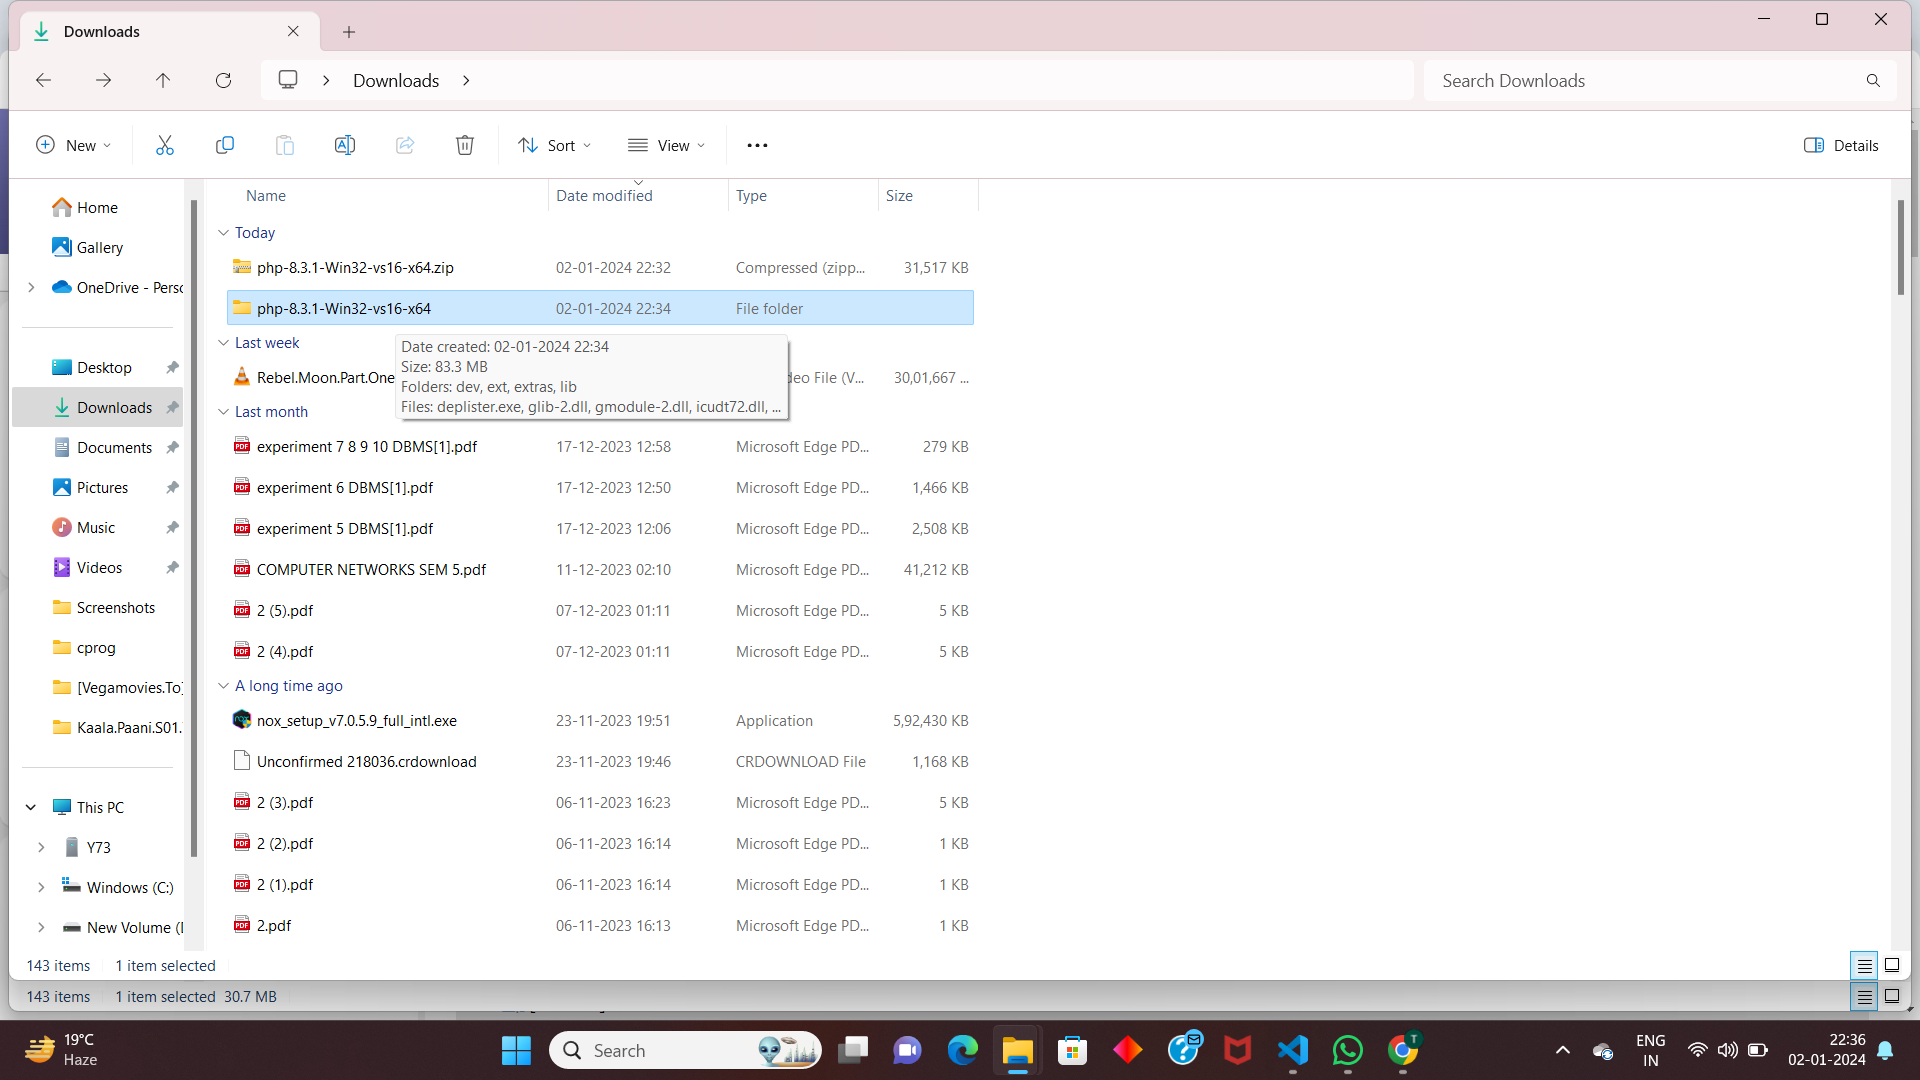 Downloads
Downloads
Search Downloads
New
Sort
View
Details
Name Date modified Type Size
Home
Gallery
OneDrive - Perso
Desktop
Downloads
Documents
Pictures
Music
Videos
Screenshots
cprog
[Vegamovies.To]
Kaala.Paani.S01.
This PC
Y73
Windows (C:)
New Volume (
Today
php-8.3.1-Win32-vs16-x64.zip 02-01-2024 22:32 Compressed (zipp... 31,517 KB
php-8.3.1-Win32-vs16-x64 02-01-2024 22:34 File folder
Last week
Date created: 02-01-2024 22:34
Size: 83.3 MB
Folders: dev, ext, extras, lib
Files: deplister.exe, glib-2.dll, gmodule-2.dll, icudt72.dll, ...
Rebel.Moon.Part.One deo File (V... 30,01,667 ...
Last month
experiment 7 8 9 10 DBMS[1].pdf 17-12-2023 12:58 Microsoft Edge PD... 279 KB
experiment 6 DBMS[1].pdf 17-12-2023 12:50 Microsoft Edge PD... 1,466 KB
experiment 5 DBMS[1].pdf 17-12-2023 12:06 Microsoft Edge PD... 2,508 KB
COMPUTER NETWORKS SEM 5.pdf 11-12-2023 02:10 Microsoft Edge PD... 41,212 KB
2 (5).pdf 07-12-2023 01:11 Microsoft Edge PD... 5 KB
2 (4).pdf 07-12-2023 01:11 Microsoft Edge PD... 5 KB
A long time ago
nox_setup_v7.0.5.9_full_intl.exe 23-11-2023 19:51 Application 5,92,430 KB
Unconfirmed 218036.crdownload 23-11-2023 19:46 CRDOWNLOAD File 1,168 KB
2 (3).pdf 06-11-2023 16:23 Microsoft Edge PD... 5 KB
2 (2).pdf 06-11-2023 16:14 Microsoft Edge PD... 1 KB
2 (1).pdf 06-11-2023 16:14 Microsoft Edge PD... 1 KB
2.pdf 06-11-2023 16:13 Microsoft Edge PD... 1 KB
143 items 1 item selected
143 items 1 item selected 30.7 MB
19°C
Haze
Search
T
ENG
IN
22:36
02-01-2024